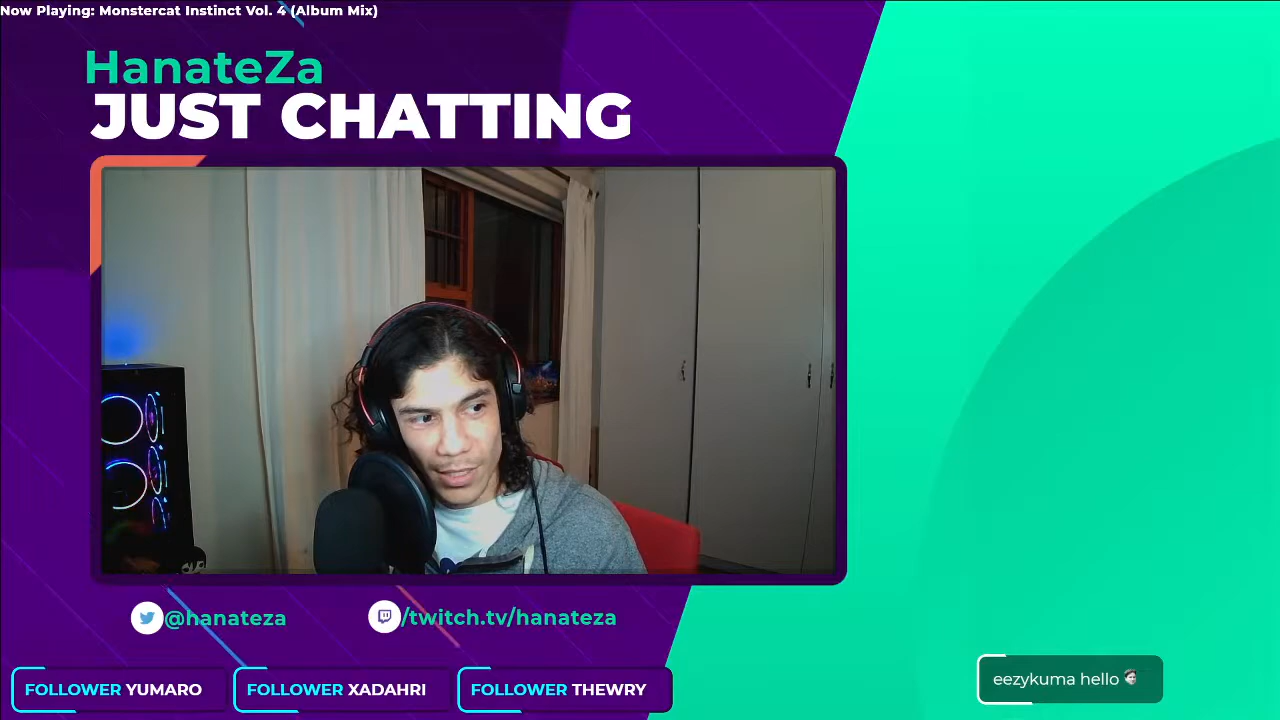 Now Playing: Monstercat Instinct Vol. 4 (Album Mix)
HanateZa
JUST CHATTING
@hanateza
/twitch.tv/hanateza
FOLLOWER YUMARO
FOLLOWER XADAHRI
FOLLOWER THEWRY
eezykuma hello